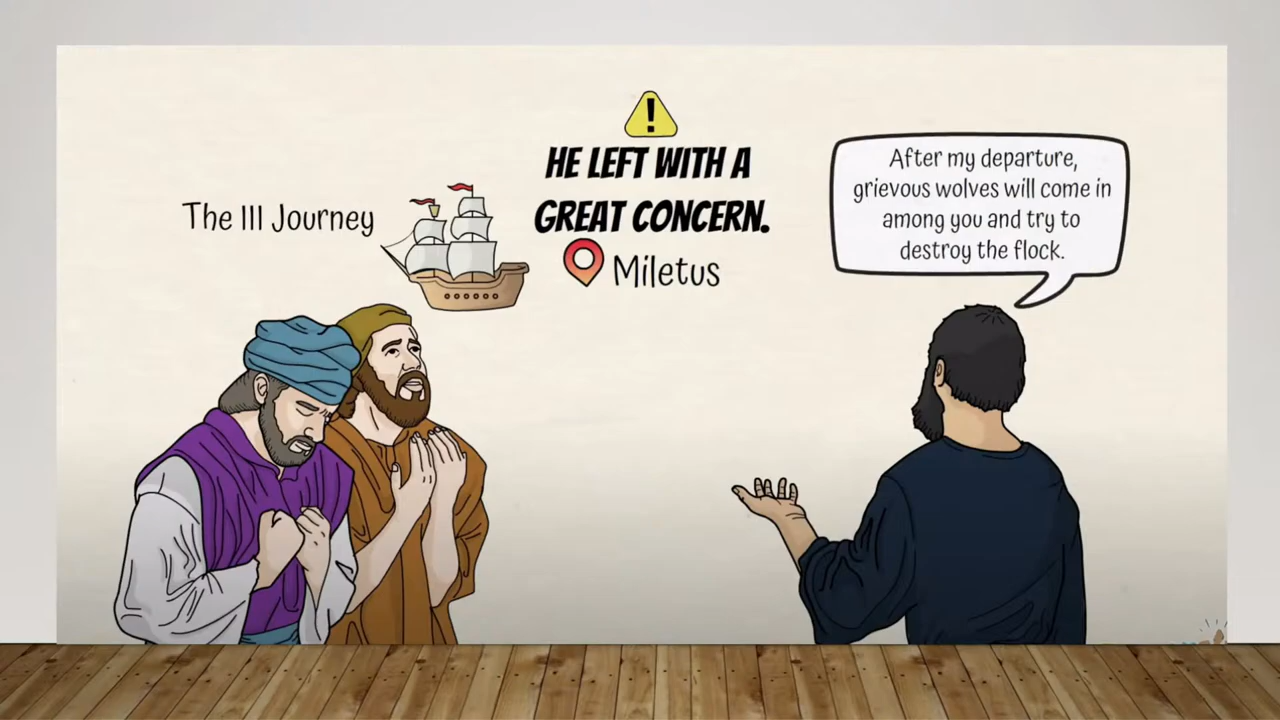 The III Journey
!
HE LEFT WITH A
GREAT CONCERN.
Miletus
After my departure,
grievous wolves will come in
among you and try to
destroy the flock.